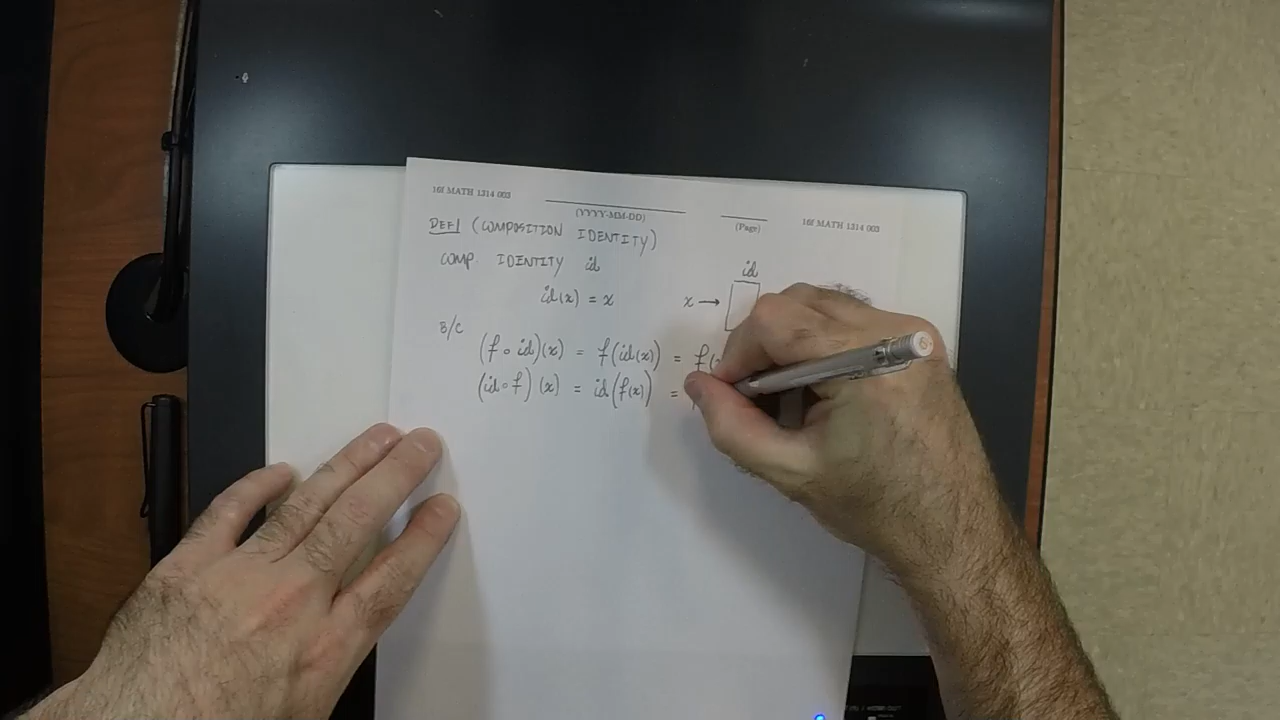 16f MATH 1314 003 (YYYY-MM-DD) (Page) 16f MATH 1314 003
DEF| (COMPOSITION IDENTITY)
COMP. IDENTITY id
id
id(x) = x x →
B/C
(f ∘ id)(x) = f(id(x)) = f(
(id ∘ f)(x) = id(f(x)) =